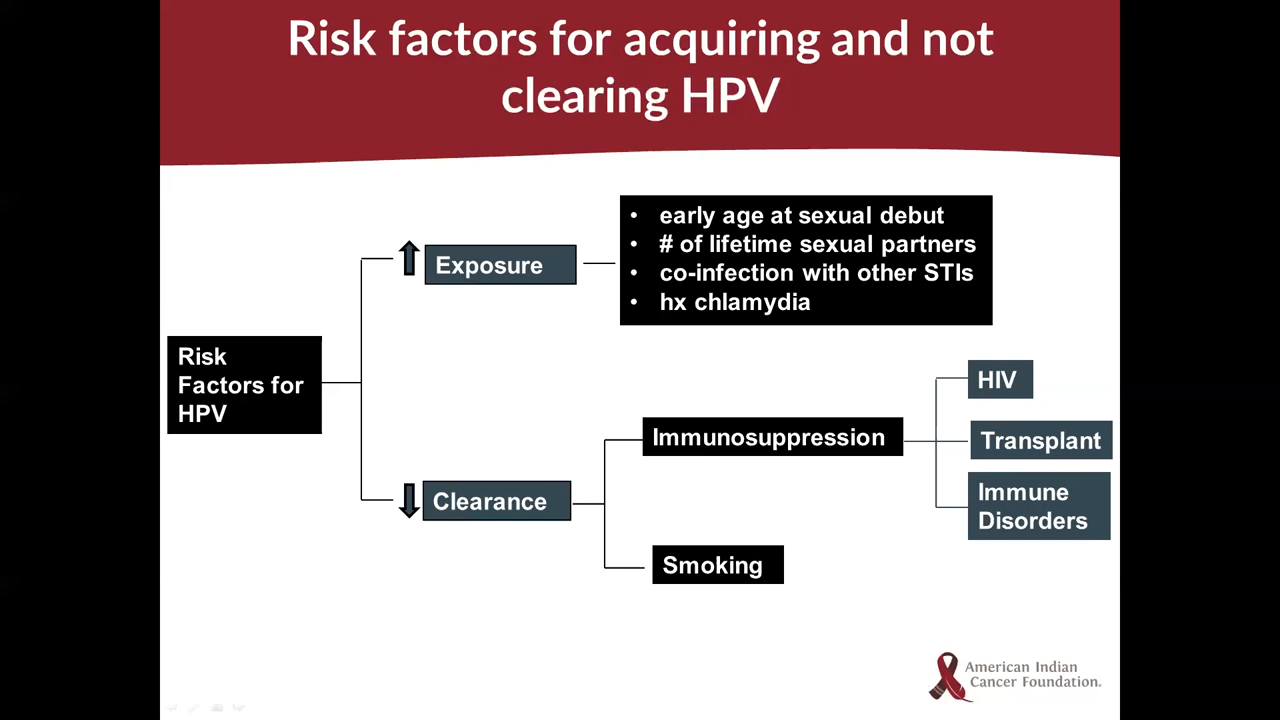 Risk factors for acquiring and not
clearing HPV
• early age at sexual debut
• # of lifetime sexual partners
• co-infection with other STIs
• hx chlamydia
Exposure
Risk
Factors for
HPV
HIV
Immunosuppression
Transplant
Immune
Disorders
Clearance
Smoking
American Indian
Cancer Foundation.